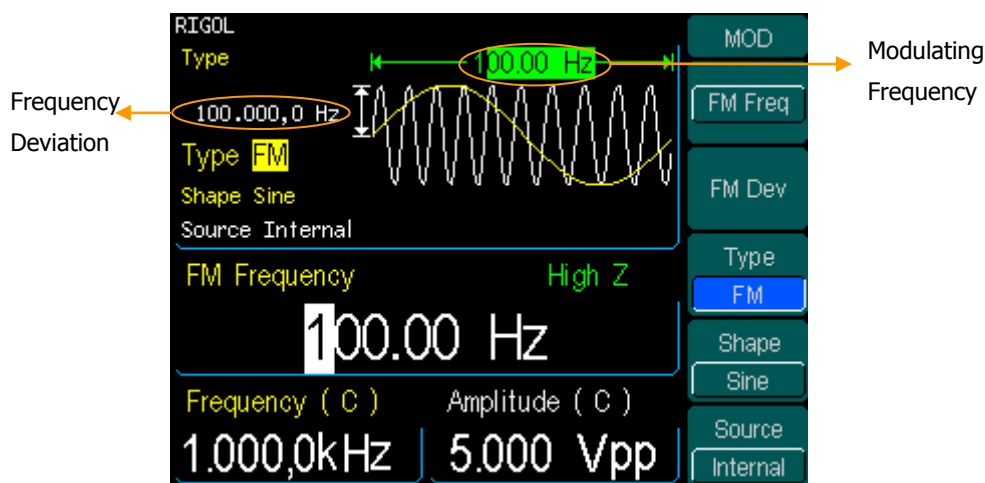 RIGOL
Type
100.00 Hz
100.000,0 Hz
Type FM
Shape Sine
Source Internal
FM Frequency
High Z
100.00 Hz
Frequency ( C )
Amplitude ( C )
1.000,0kHz
5.000 Vpp
MOD
FM Freq
FM Dev
Type
FM
Shape
Sine
Source
Internal
Frequency
Deviation
Modulating
Frequency